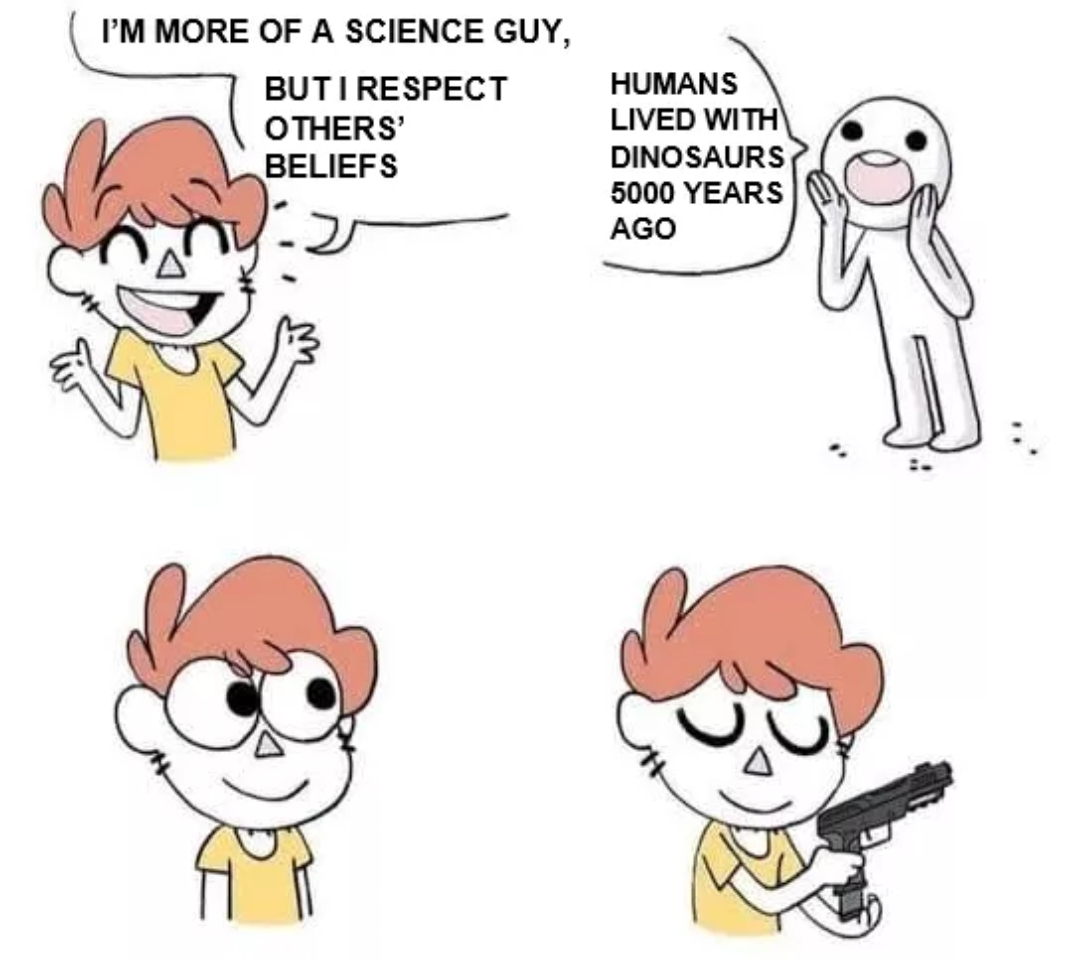 I'M MORE OF A SCIENCE GUY,
BUT I RESPECT
OTHERS'
BELIEFS
HUMANS
LIVED WITH
DINOSAURS
5000 YEARS
AGO